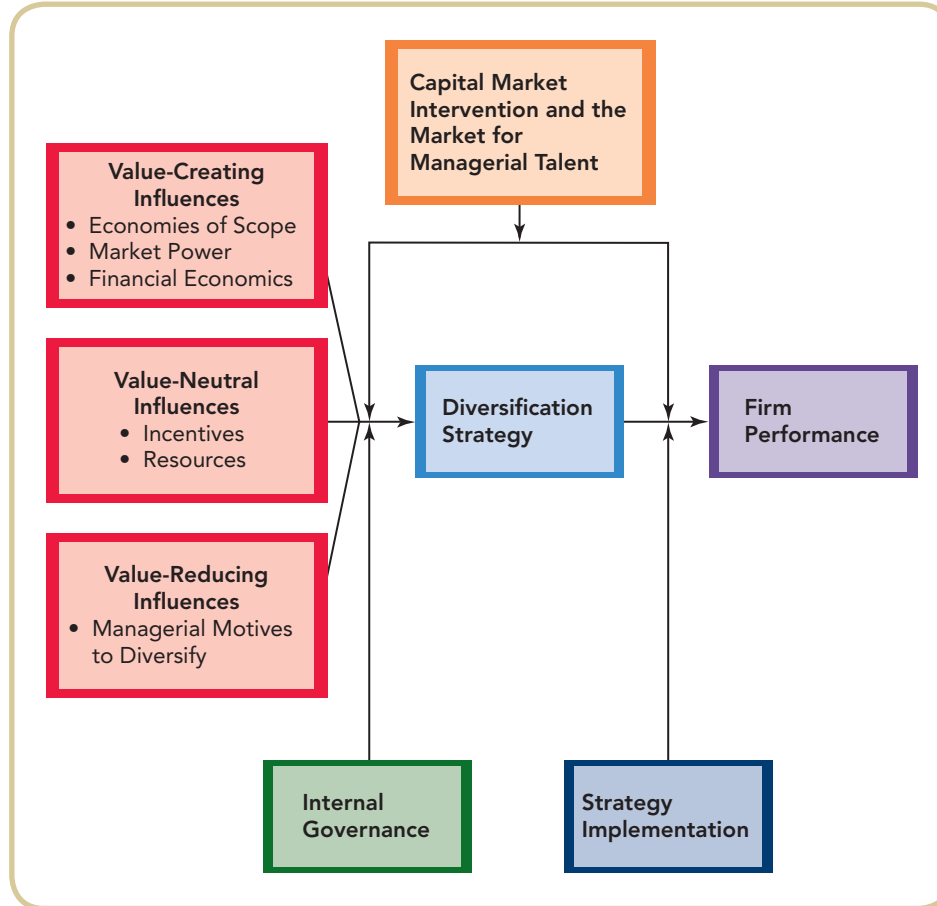 Capital Market
Intervention and the
Market for
Managerial Talent
Value-Creating
Influences
• Economies of Scope
• Market Power
• Financial Economics
Value-Neutral
Influences
• Incentives
• Resources
Diversification
Strategy
Firm
Performance
Value-Reducing
Influences
• Managerial Motives
to Diversify
Internal
Governance
Strategy
Implementation